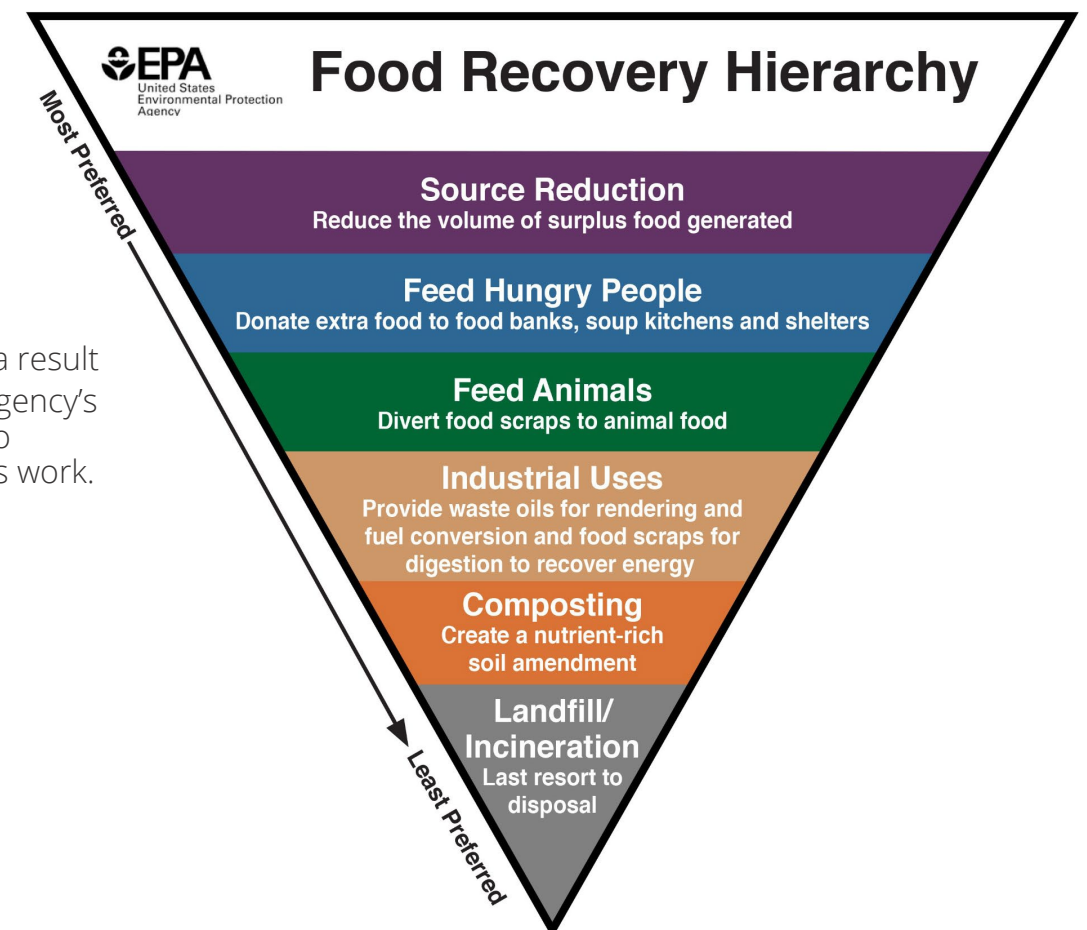 EPA
United States
Environmental Protection
Agency
Food Recovery Hierarchy
Most Preferred
Source Reduction
Reduce the volume of surplus food generated
Feed Hungry People
Donate extra food to food banks, soup kitchens and shelters
a result
gency’s
o
s work.
Feed Animals
Divert food scraps to animal food
Industrial Uses
Provide waste oils for rendering and
fuel conversion and food scraps for
digestion to recover energy
Composting
Create a nutrient-rich
soil amendment
Landfill/
Incineration
Last resort to
disposal
Least Preferred